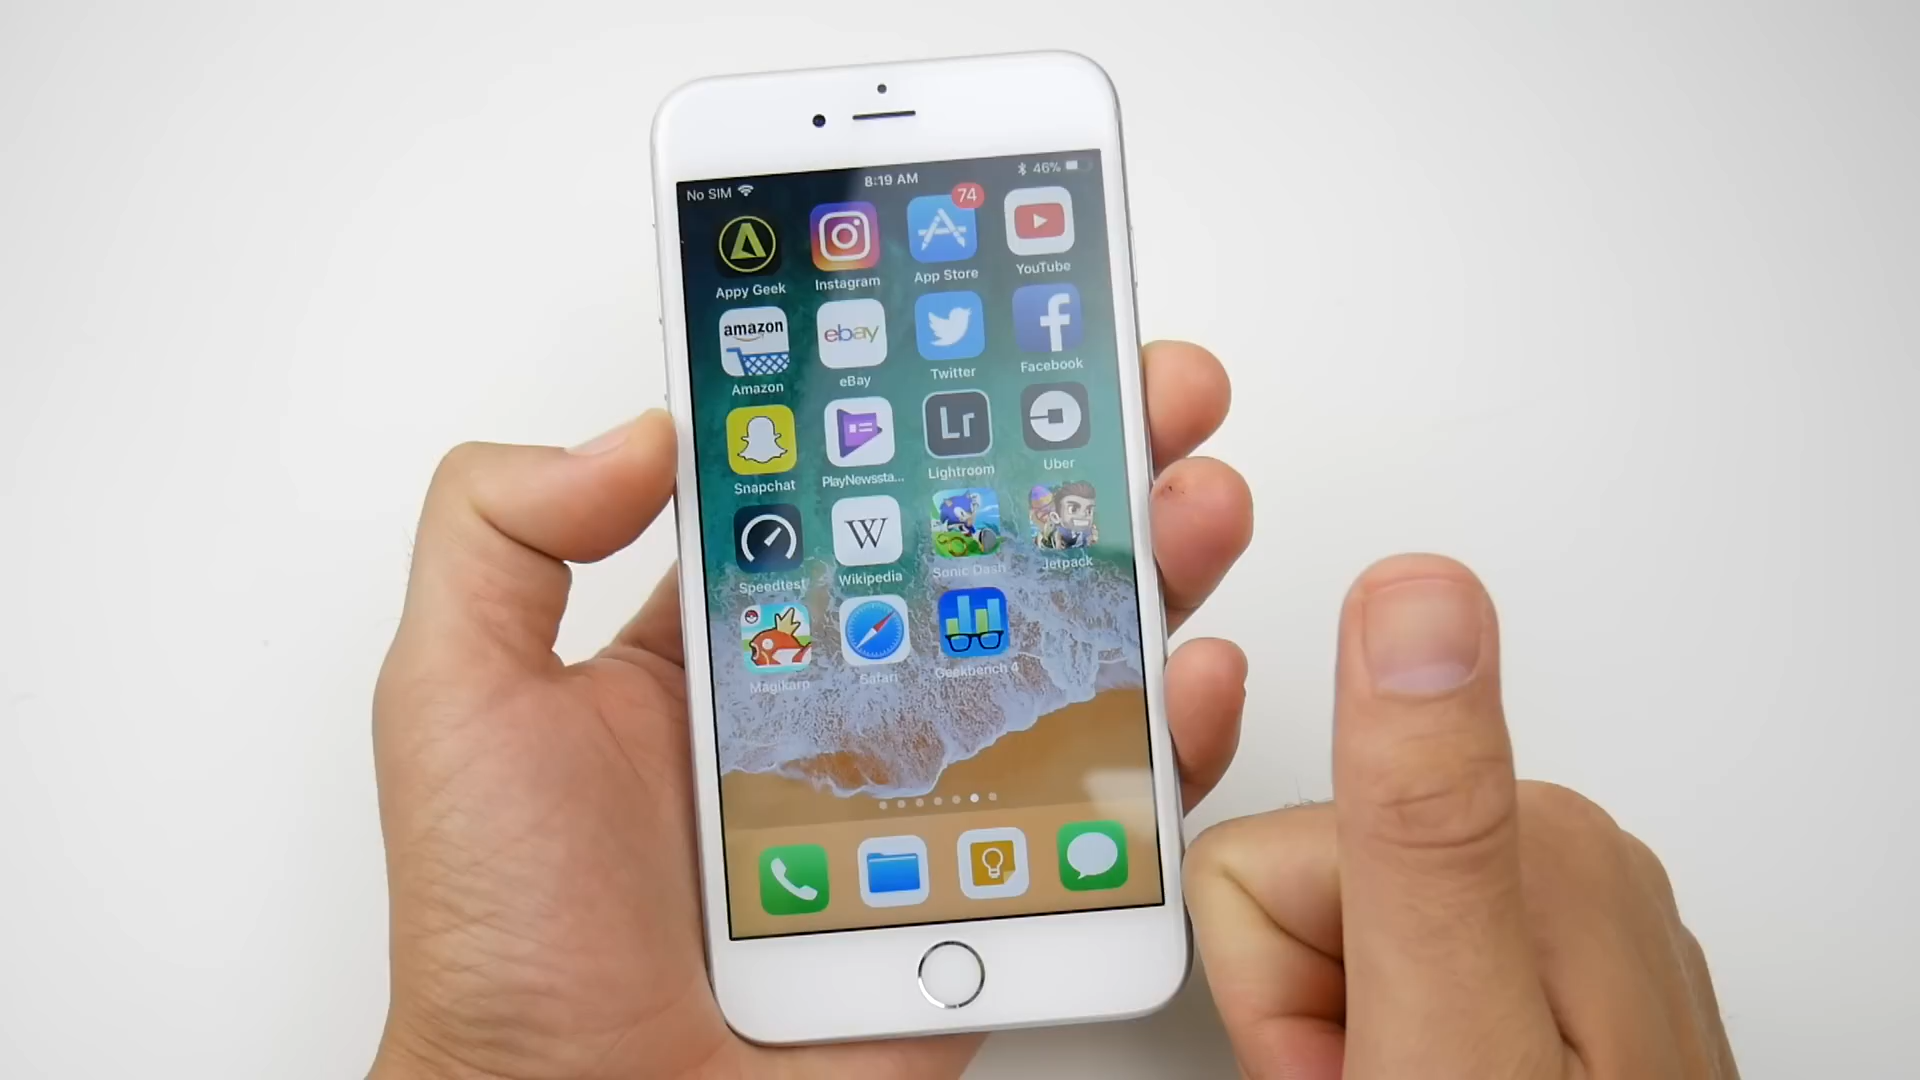 No SIM 8:19 AM 46%
74
Appy Geek Instagram App Store YouTube
amazon ebay
Amazon eBay Twitter Facebook
Lr
Snapchat PlayNewssta... Lightroom Uber
W
Speedtest Wikipedia Sonic Dash Jetpack
Magikarp Safari Geekbench 4